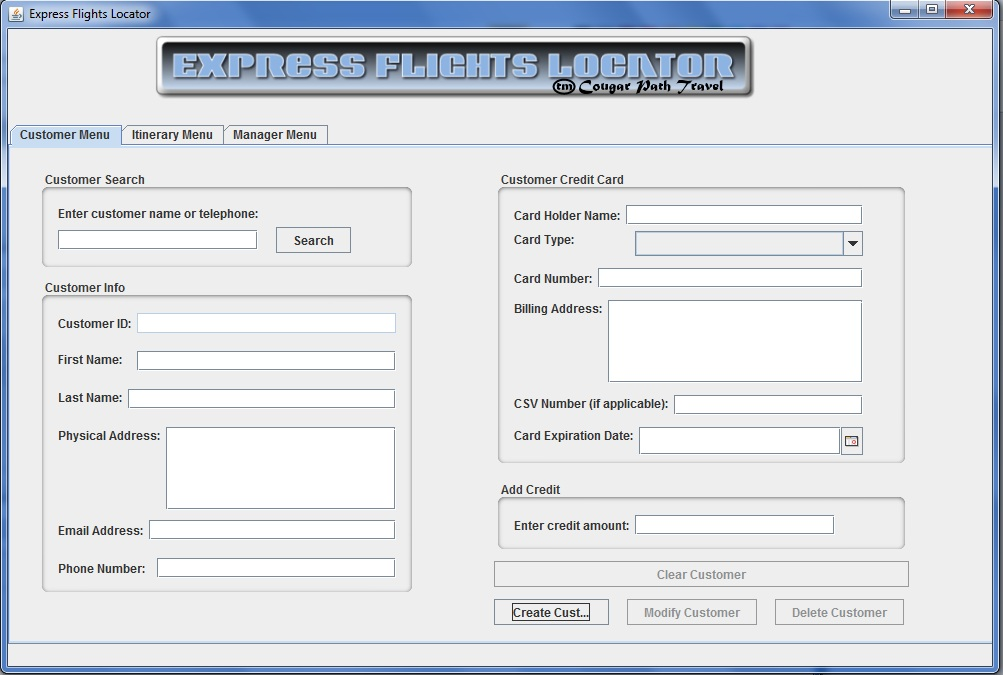 Express Flights Locator
EXPRESS FLIGHTS LOCATOR
tm Cougar Path Travel
Customer Menu
Itinerary Menu
Manager Menu
Customer Search
Enter customer name or telephone:
Search
Customer Info
Customer ID:
First Name:
Last Name:
Physical Address:
Email Address:
Phone Number:
Customer Credit Card
Card Holder Name:
Card Type:
Card Number:
Billing Address:
CSV Number (if applicable):
Card Expiration Date:
Add Credit
Enter credit amount:
Clear Customer
Create Cust...
Modify Customer
Delete Customer